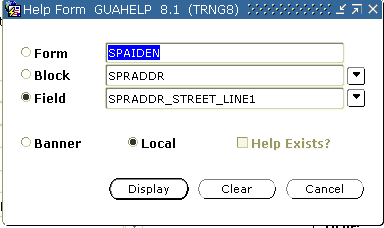 Help Form GUAHELP 8.1 (TRNG8)
Form SPAIDEN
Block SPRADDR
Field SPRADDR_STREET_LINE1
Banner Local Help Exists?
Display Clear Cancel